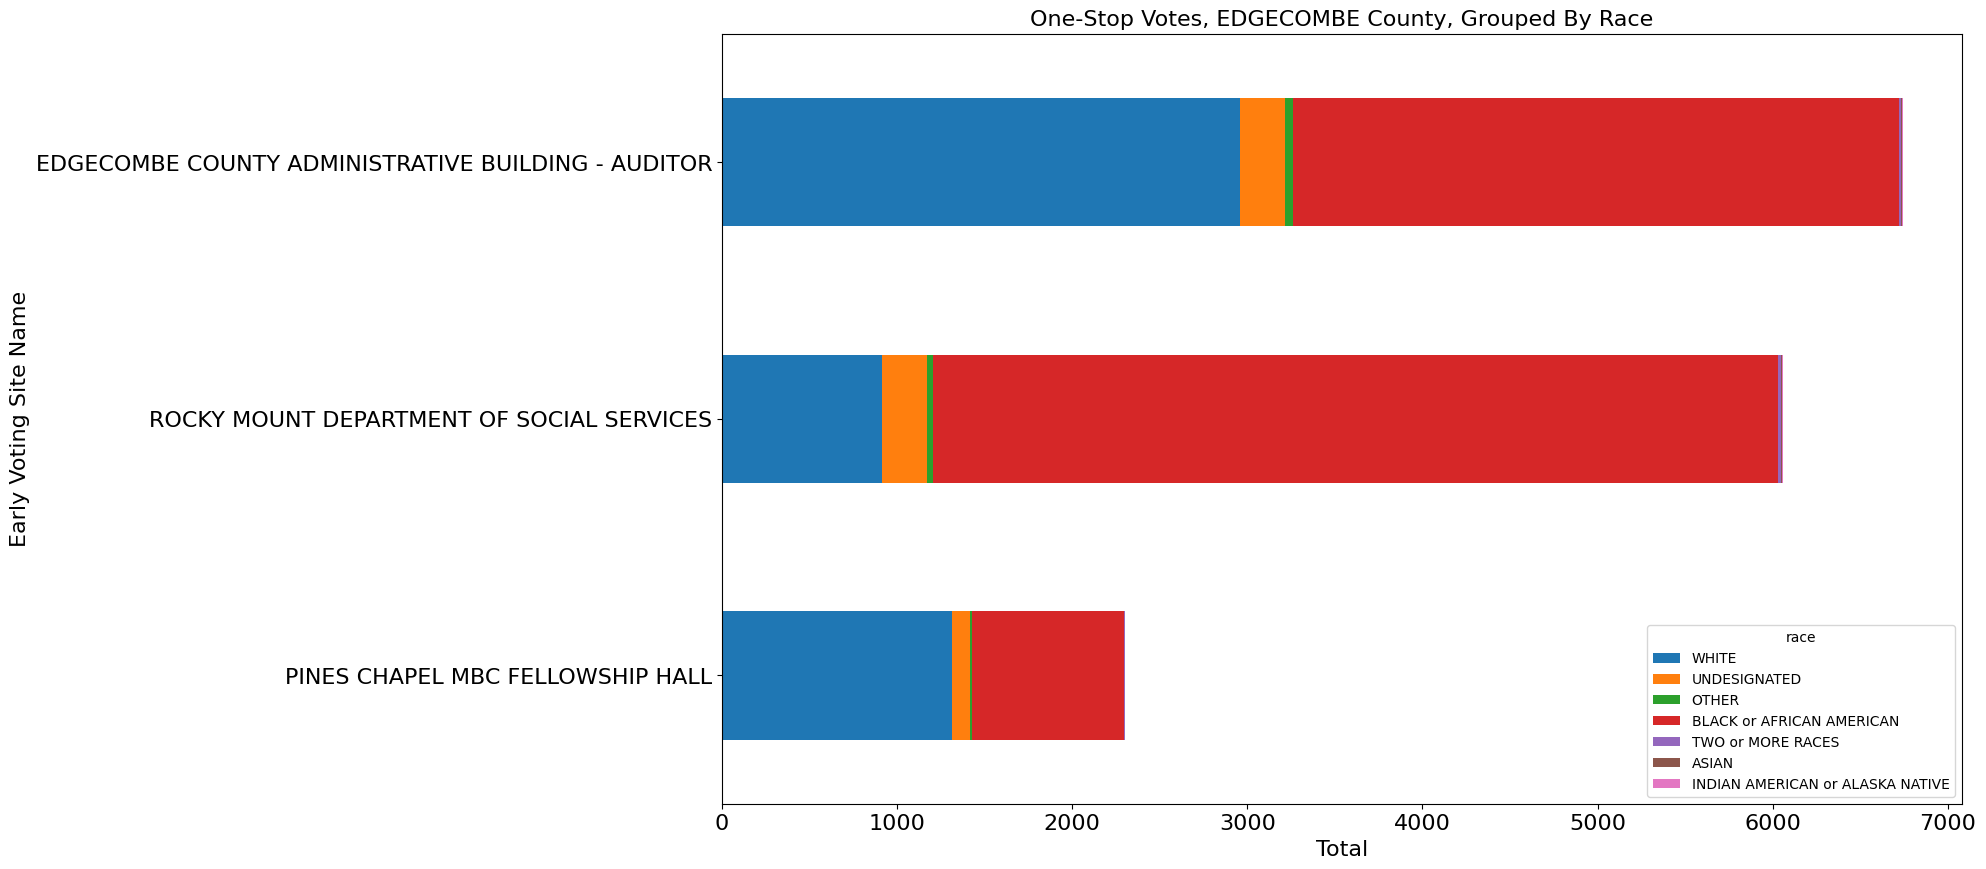 One-Stop Votes, EDGECOMBE County, Grouped By Race
Early Voting Site Name
EDGECOMBE COUNTY ADMINISTRATIVE BUILDING - AUDITOR
ROCKY MOUNT DEPARTMENT OF SOCIAL SERVICES
PINES CHAPEL MBC FELLOWSHIP HALL
race
WHITE
UNDESIGNATED
OTHER
BLACK or AFRICAN AMERICAN
TWO or MORE RACES
ASIAN
INDIAN AMERICAN or ALASKA NATIVE
0 1000 2000 3000 4000 5000 6000 7000
Total